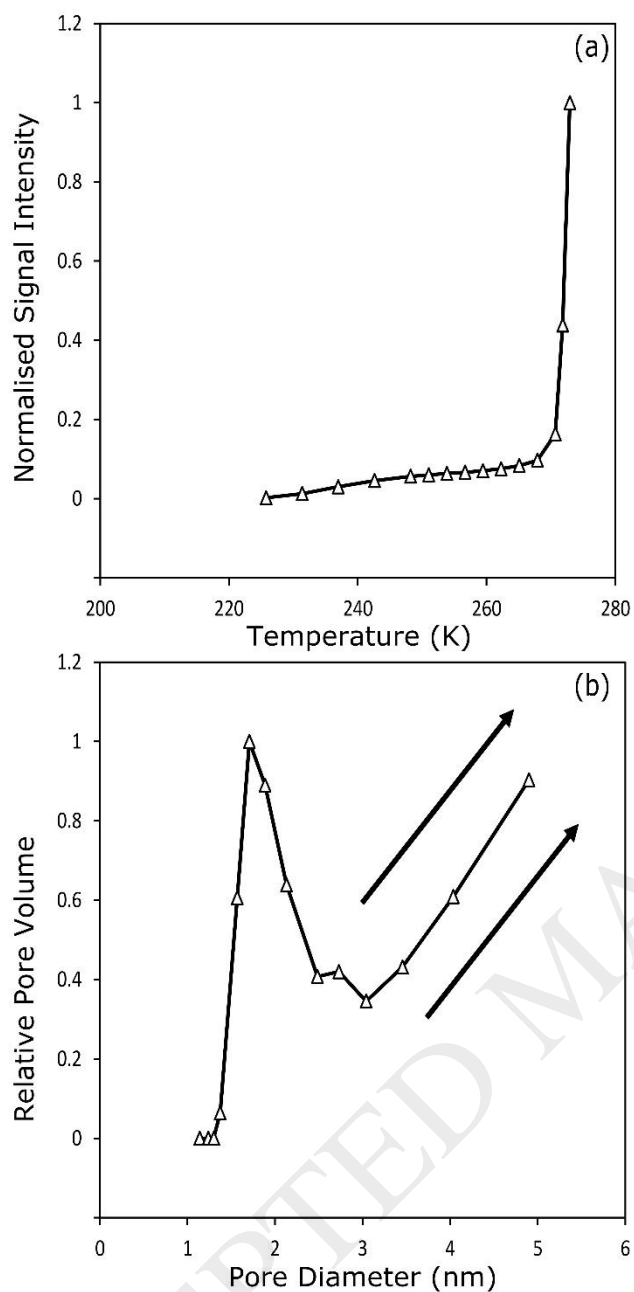 (a)
1.2
1
0.8
0.6
0.4
0.2
0
Normalised Signal Intensity
200 220 240 260 280
Temperature (K)
(b)
1.2
1
0.8
0.6
0.4
0.2
0
Relative Pore Volume
0 1 2 3 4 5 6
Pore Diameter (nm)